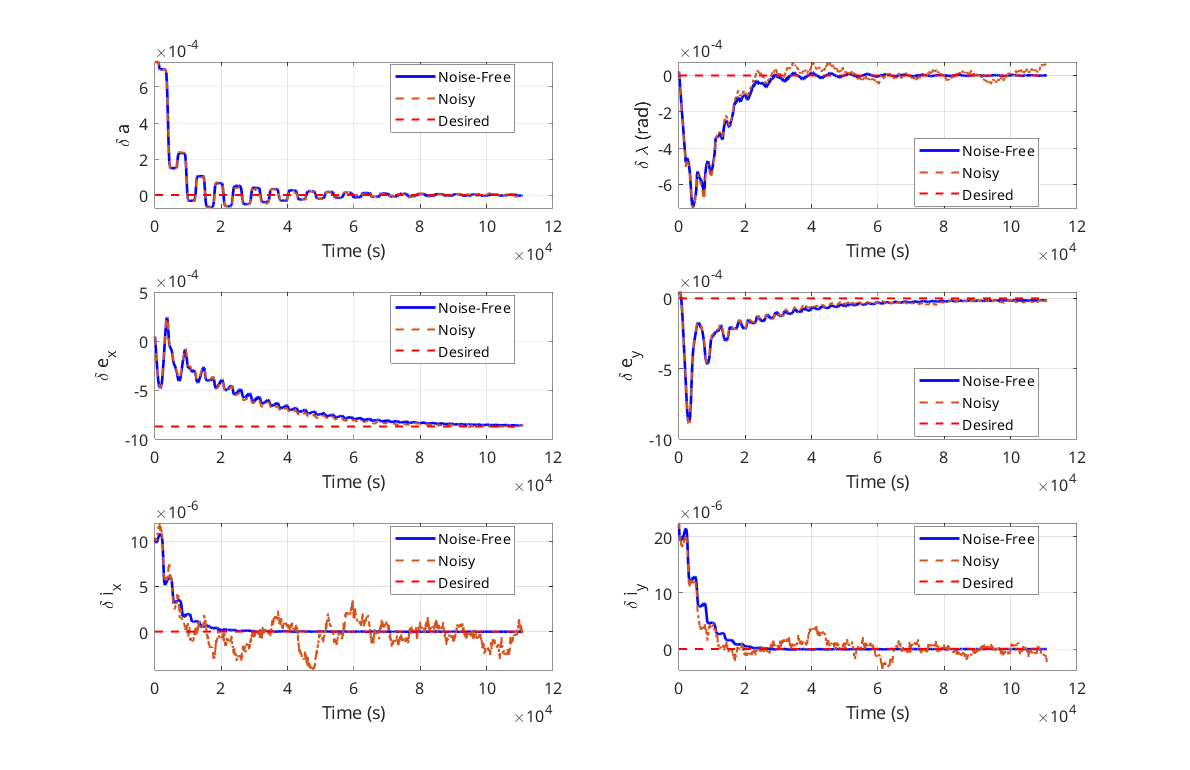 ×10⁻⁴
δ a
6
4
2
0
Noise-Free
Noisy
Desired
0 2 4 6 8 10 12
Time (s)
×10⁴
×10⁻⁴
δ λ (rad)
0
-2
-4
-6
Noise-Free
Noisy
Desired
0 2 4 6 8 10 12
Time (s)
×10⁴
×10⁻⁴
δ eₓ
5
0
-5
-10
Noise-Free
Noisy
Desired
0 2 4 6 8 10 12
Time (s)
×10⁴
×10⁻⁴
δ e_y
0
-5
-10
Noise-Free
Noisy
Desired
0 2 4 6 8 10 12
Time (s)
×10⁴
×10⁻⁶
δ iₓ
10
5
0
Noise-Free
Noisy
Desired
0 2 4 6 8 10 12
Time (s)
×10⁴
×10⁻⁶
δ i_y
20
10
0
Noise-Free
Noisy
Desired
0 2 4 6 8 10 12
Time (s)
×10⁴